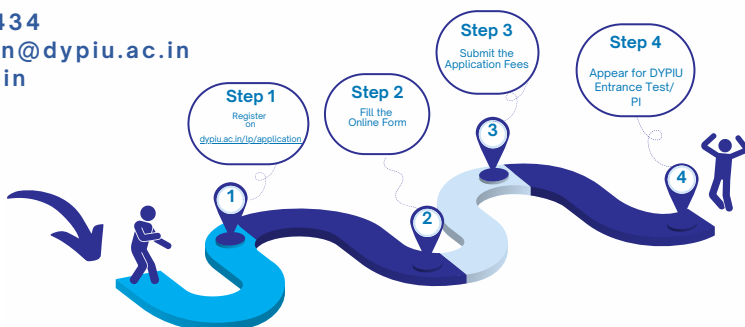 434
n@dypiu.ac.in
in
Step 1
Register
on
dypiu.ac.in/lp/application
Step 2
Fill the
Online Form
Step 3
Submit the
Application Fees
Step 4
Appear for DYPIU
Entrance Test/
PI
1
2
3
4